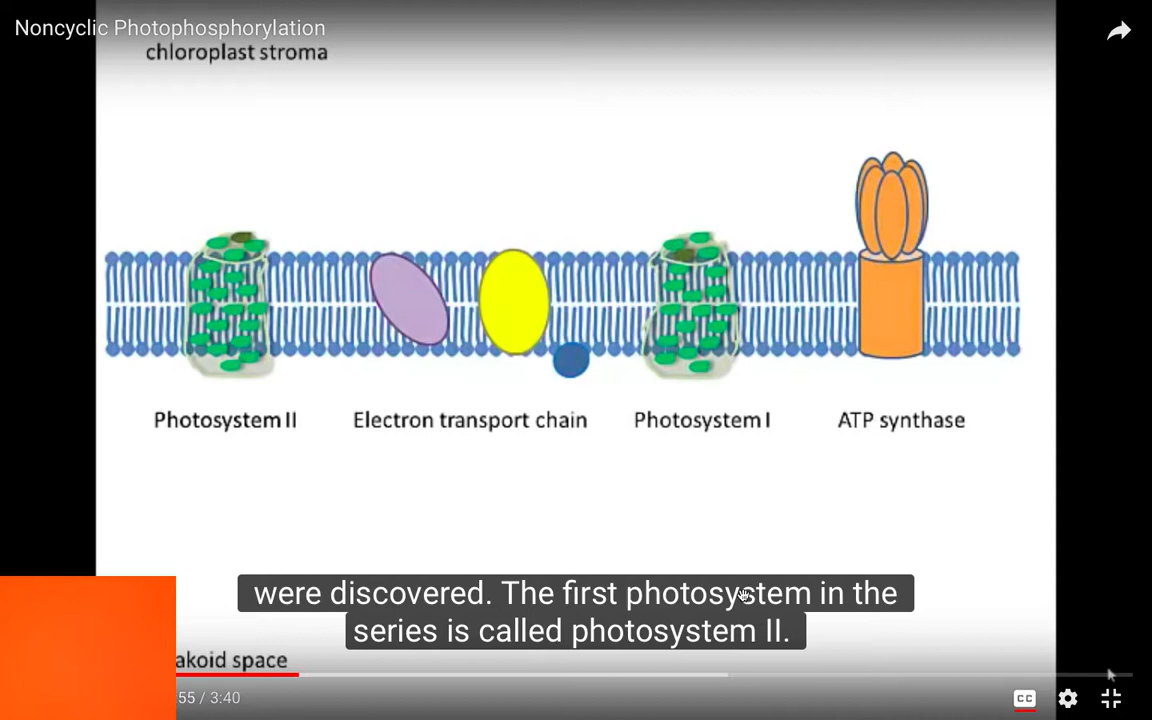 Noncyclic Photophosphorylation
chloroplast stroma
Photosystem II
Electron transport chain
Photosystem I
ATP synthase
were discovered. The first photosystem in the
series is called photosystem II.
akoid space
55 / 3:40
CC